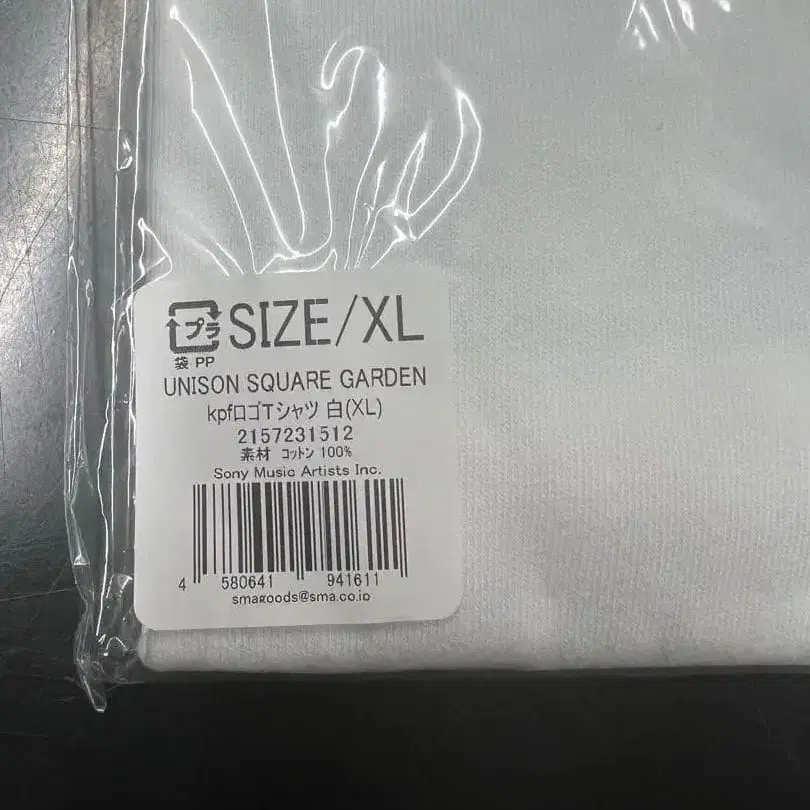 プラ SIZE/XL
袋 PP
UNISON SQUARE GARDEN
kpfロゴTシャツ 白(XL)
2157231512
素材 コットン 100%
Sony Music Artists Inc.
4 580641 941611
smagoods@sma.co.jp